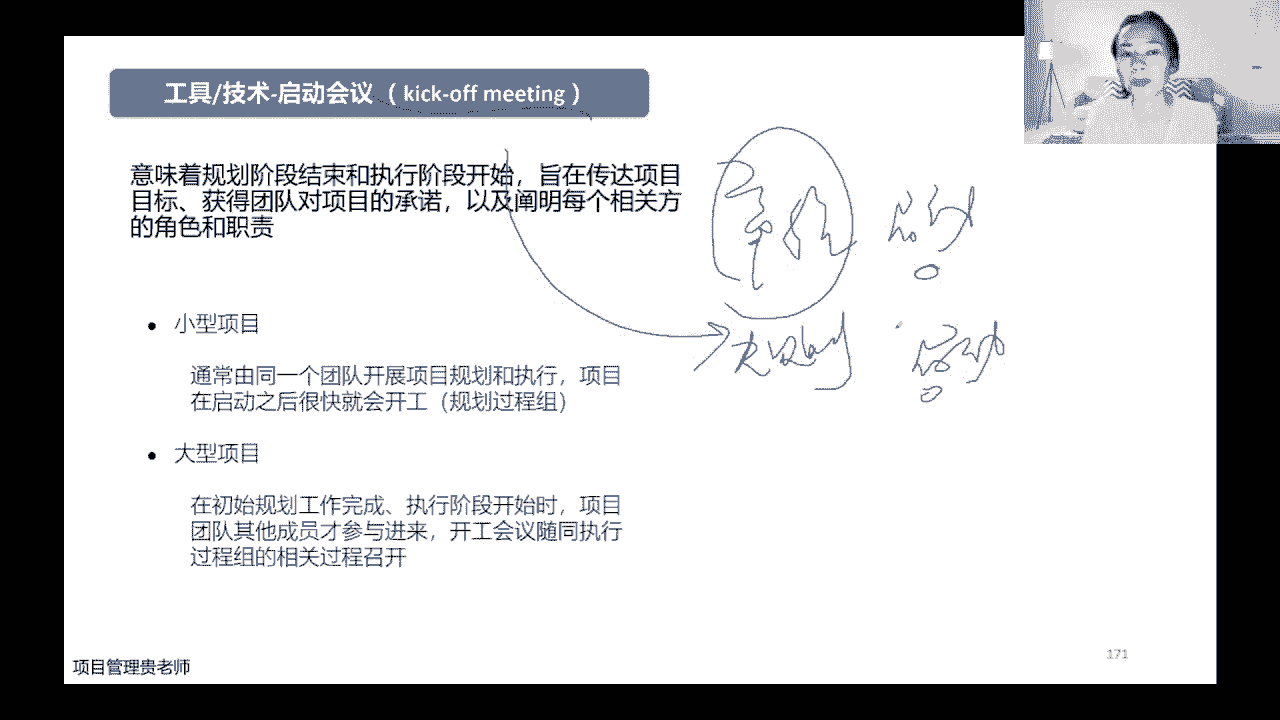 工具/技术-启动会议（kick-off meeting）
意味着规划阶段结束和执行阶段开始，旨在传达项目
目标、获得团队对项目的承诺，以及阐明每个相关方
的角色和职责
• 小型项目
通常由同一个团队开展项目规划和执行，项目
在启动之后很快就会开工（规划过程组）
• 大型项目
在初始规划工作完成、执行阶段开始时，项目
团队其他成员才参与进来，开工会议随同执行
过程组的相关过程召开
规划 启动
171
项目管理贵老师